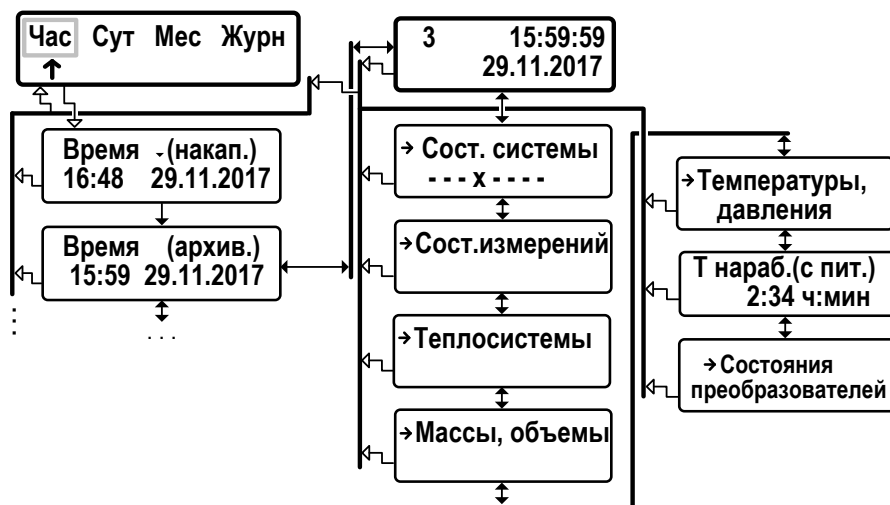 Час Сут Мес Журн
Время (накап.)
16:48 29.11.2017
Время (архив.)
15:59 29.11.2017
. . .
3 15:59:59
29.11.2017
Сост. системы
- - - x - - - -
Сост.измерений
Теплосистемы
Массы, объемы
Температуры,
давления
Т нараб.(с пит.)
2:34 ч:мин
Состояния
преобразователей